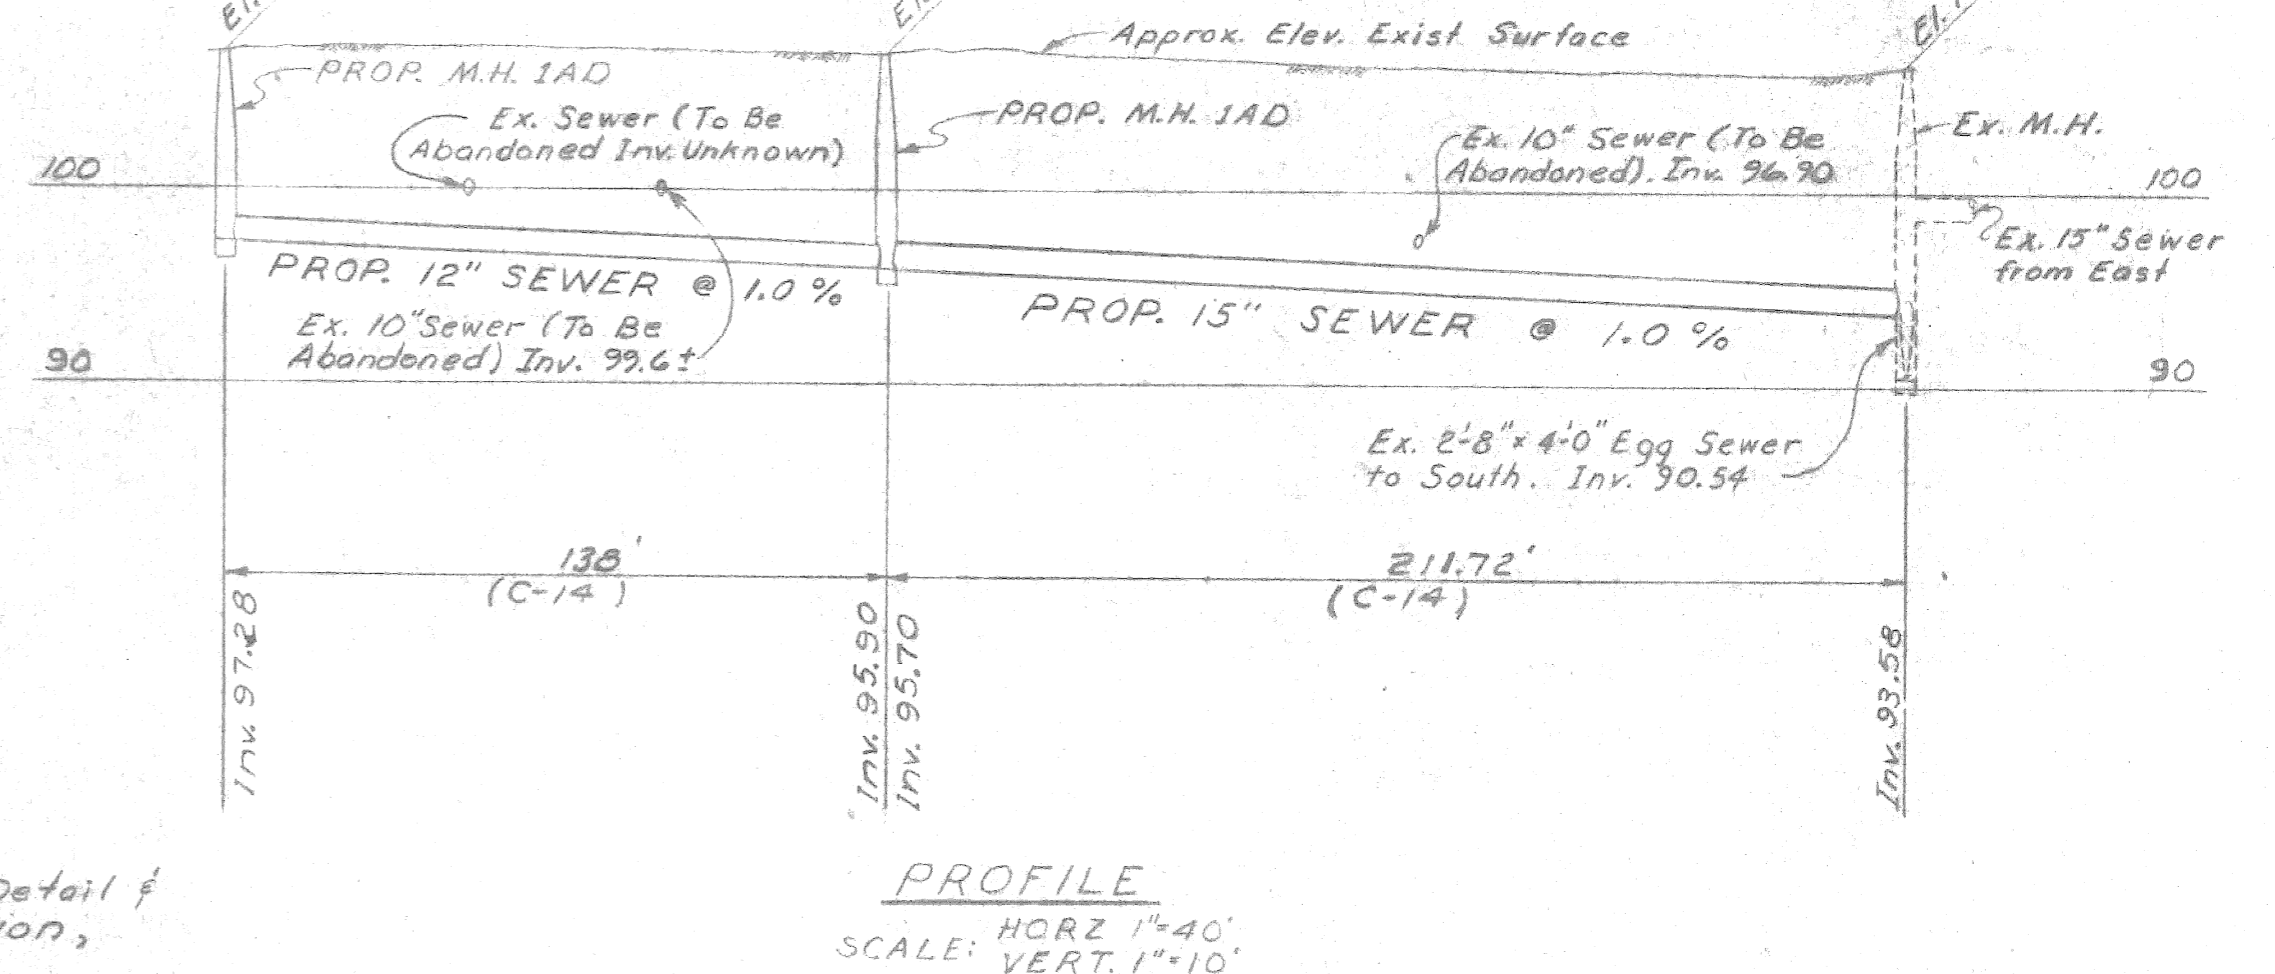 El.
El.
El.
Approx. Elev. Exist Surface
PROP. M.H. 1AD
Ex. Sewer (To Be
Abandoned Inv. Unknown)
PROP. M.H. 1AD
Ex. 10" Sewer (To Be
Abandoned). Inv. 96.90
Ex. M.H.
100
100
Ex. 15" Sewer
from East
PROP. 12" SEWER @ 1.0 %
PROP. 15" SEWER @ 1.0 %
Ex. 10" Sewer (To Be
Abandoned) Inv. 99.6±
90
90
Ex. 2'-8" x 4'-0" Egg Sewer
to South. Inv. 90.54
138'
(C-14)
211.72'
(C-14)
Inv. 97.28
Inv. 95.90
Inv. 95.70
Inv. 93.58
PROFILE
SCALE: HORZ 1"=40'
VERT. 1"=10'
Detail &